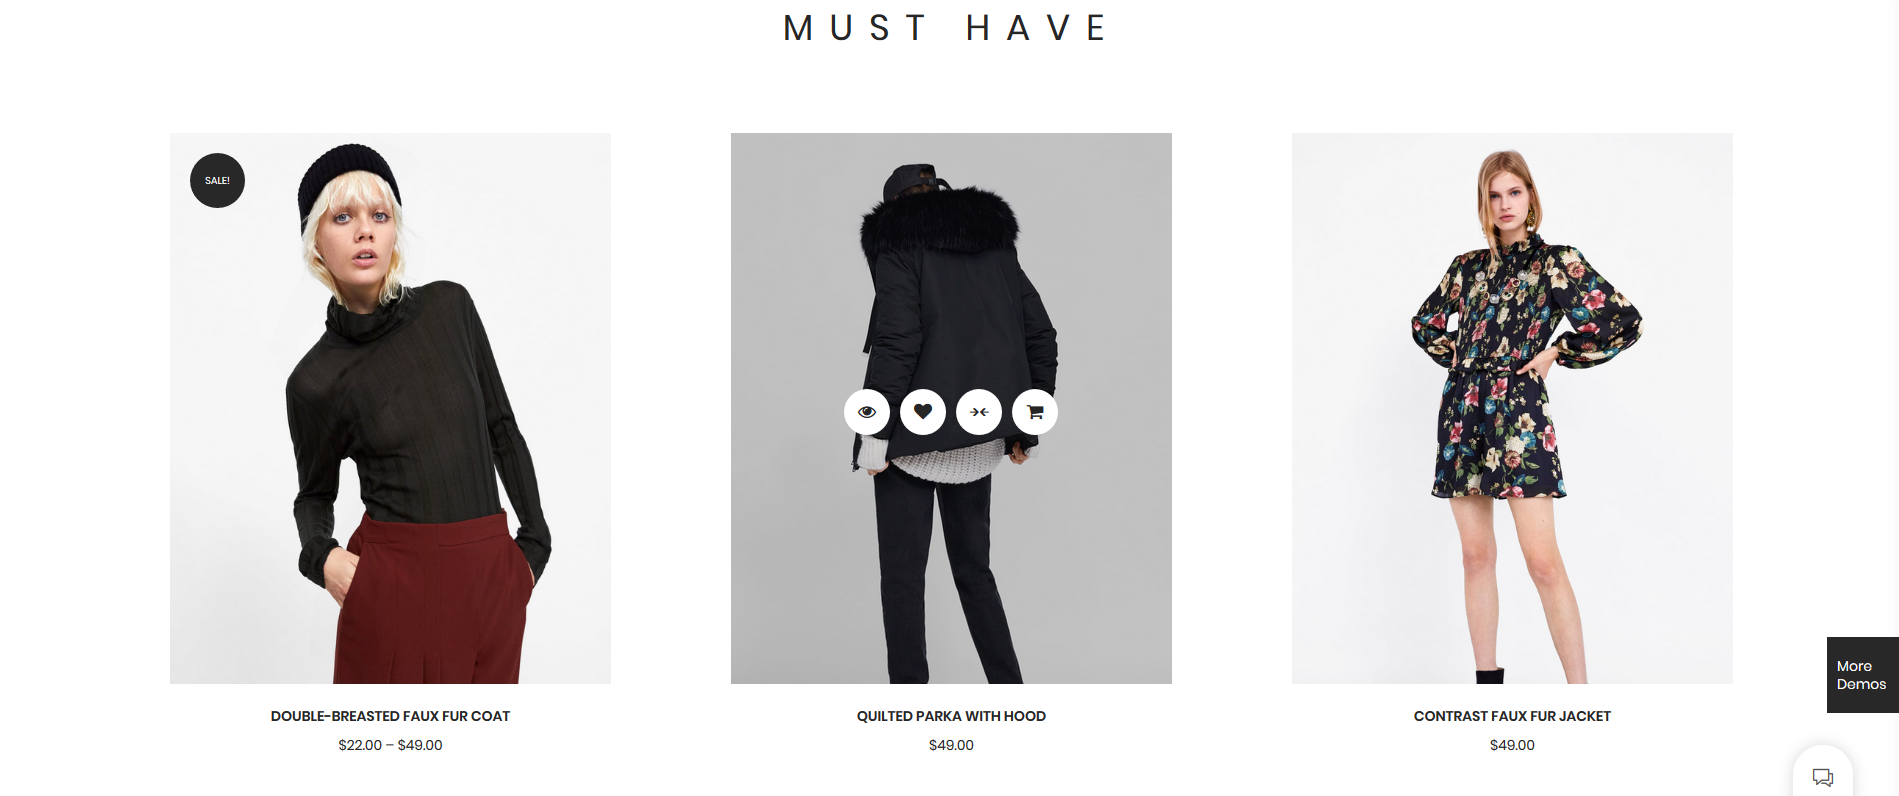 MUST HAVE
SALE!
DOUBLE-BREASTED FAUX FUR COAT
$22.00 – $49.00
QUILTED PARKA WITH HOOD
$49.00
CONTRAST FAUX FUR JACKET
$49.00
More
Demos